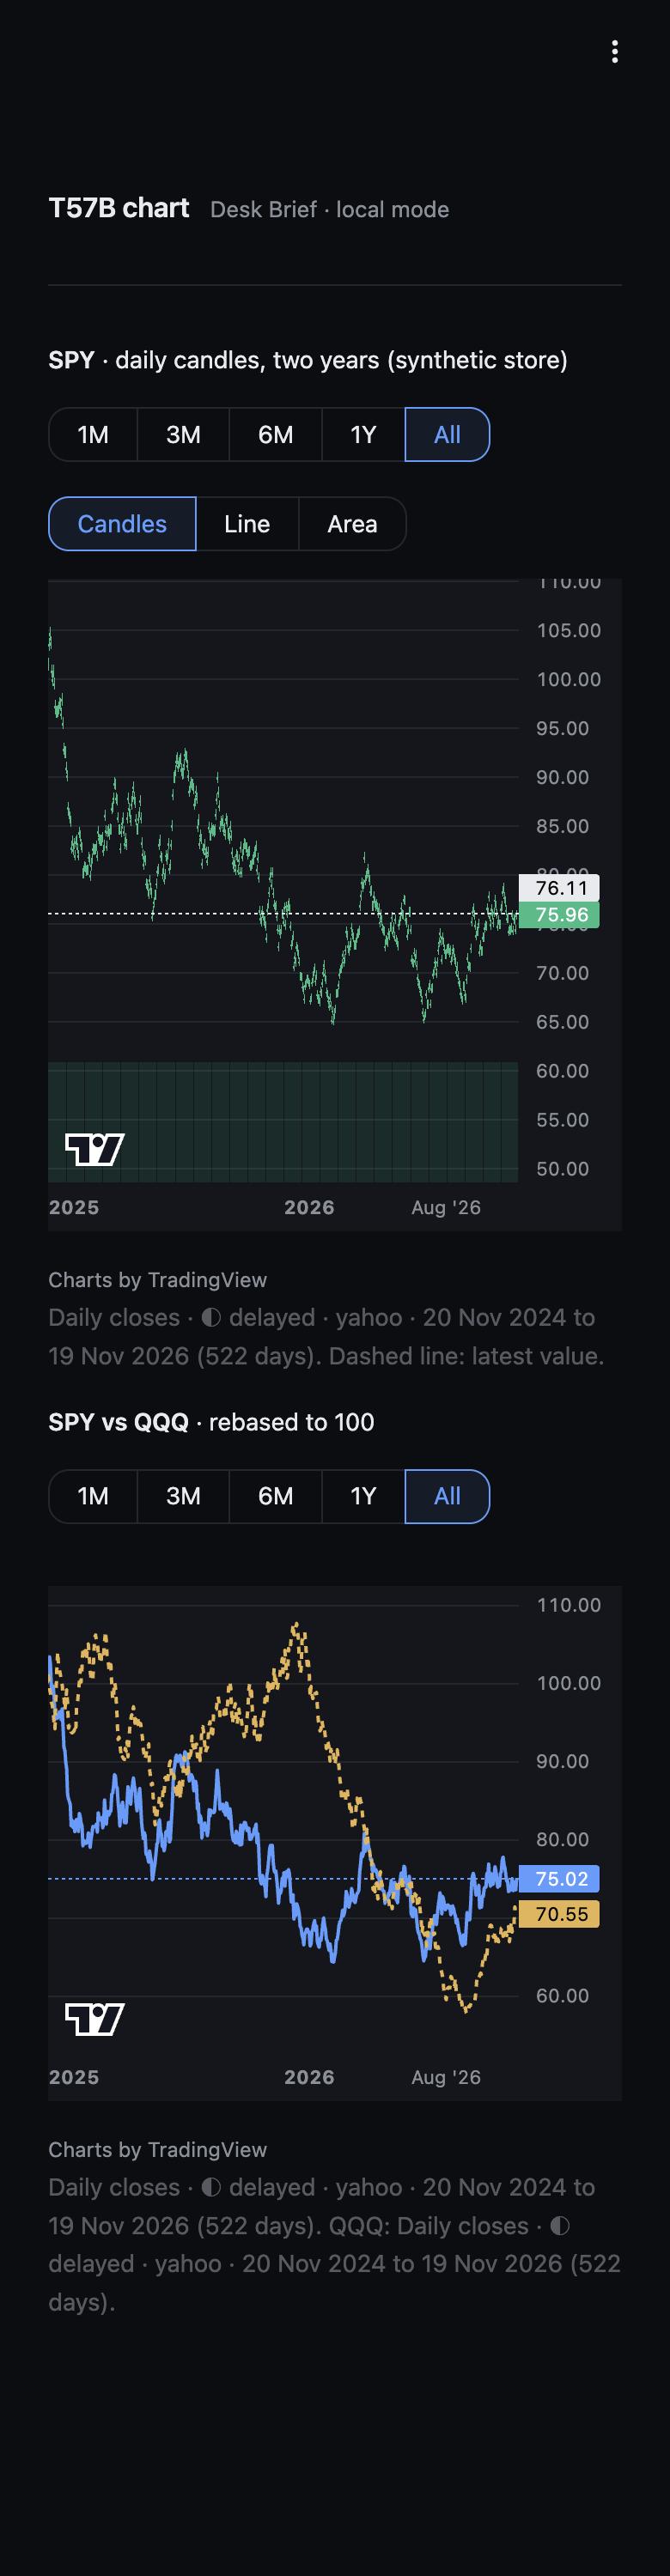 T57B chart Desk Brief · local mode
SPY · daily candles, two years (synthetic store)
1M 3M 6M 1Y All
Candles Line Area
110.00
105.00
100.00
95.00
90.00
85.00
80.00
76.11
75.96
70.00
65.00
60.00
55.00
50.00
2025 2026 Aug '26
Charts by TradingView
Daily closes · ◐ delayed · yahoo · 20 Nov 2024 to
19 Nov 2026 (522 days). Dashed line: latest value.
SPY vs QQQ · rebased to 100
1M 3M 6M 1Y All
110.00
100.00
90.00
80.00
75.02
70.55
60.00
2025 2026 Aug '26
Charts by TradingView
Daily closes · ◐ delayed · yahoo · 20 Nov 2024 to
19 Nov 2026 (522 days). QQQ: Daily closes · ◐
delayed · yahoo · 20 Nov 2024 to 19 Nov 2026 (522
days).